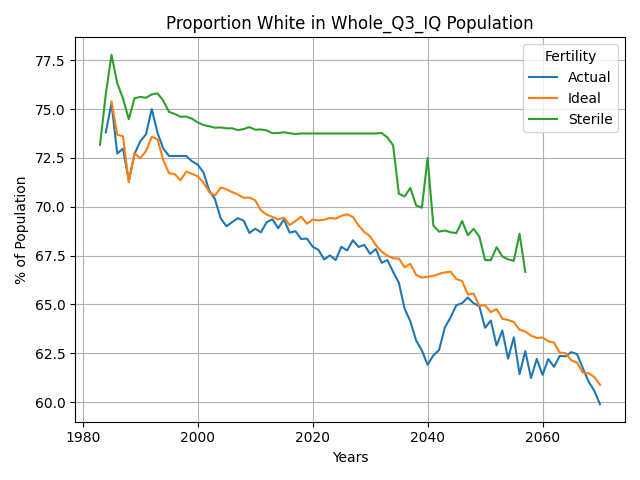 Proportion White in Whole_Q3_IQ Population
Fertility
Actual
Ideal
Sterile
% of Population
77.5
75.0
72.5
70.0
67.5
65.0
62.5
60.0
1980
2000
2020
2040
2060
Years